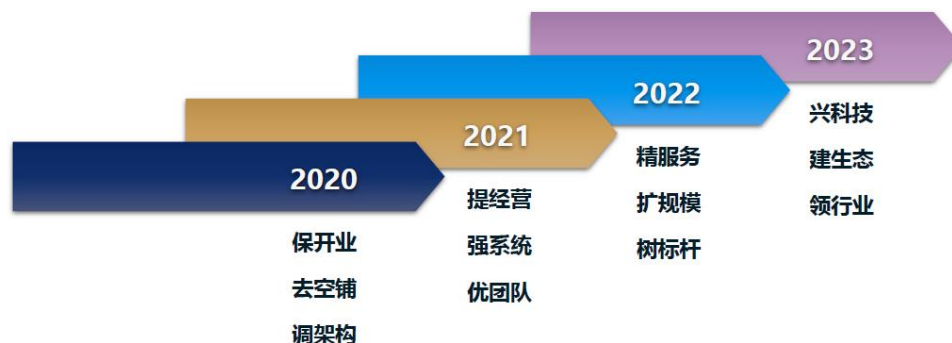 2020
保开业
去空铺
调架构
2021
提经营
强系统
优团队
2022
精服务
扩规模
树标杆
2023
兴科技
建生态
领行业